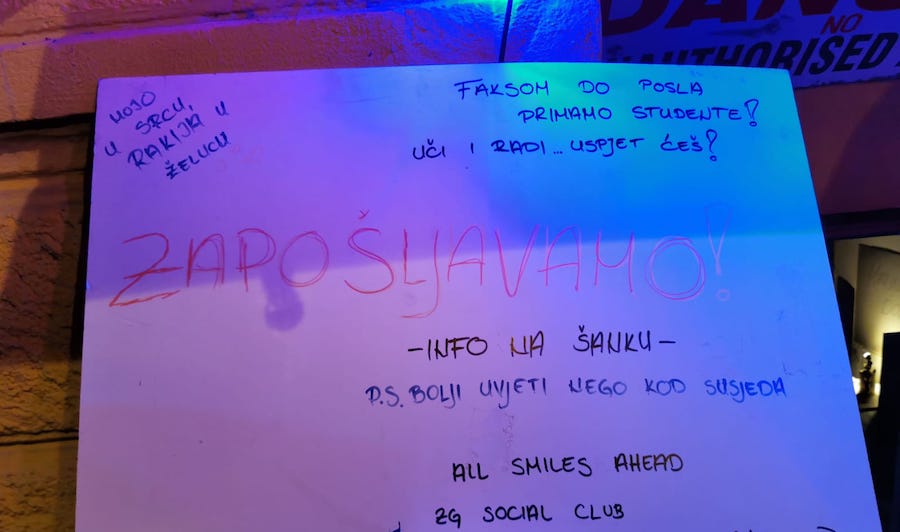 DANG
NO
UNAUTHORISED
MOJO
U SRCU,
RAKIJA U
ŽELUCU
FAKSOM DO POSLA
PRIMAMO STUDENTE!
UČI I RADI... USPJET ĆEŠ!
ZAPOŠLJAVAMO!
-INFO NA ŠANKU-
P.S. BOLJI UVJETI NEGO KOD SUSJEDA
ALL SMILES AHEAD
ZG SOCIAL CLUB